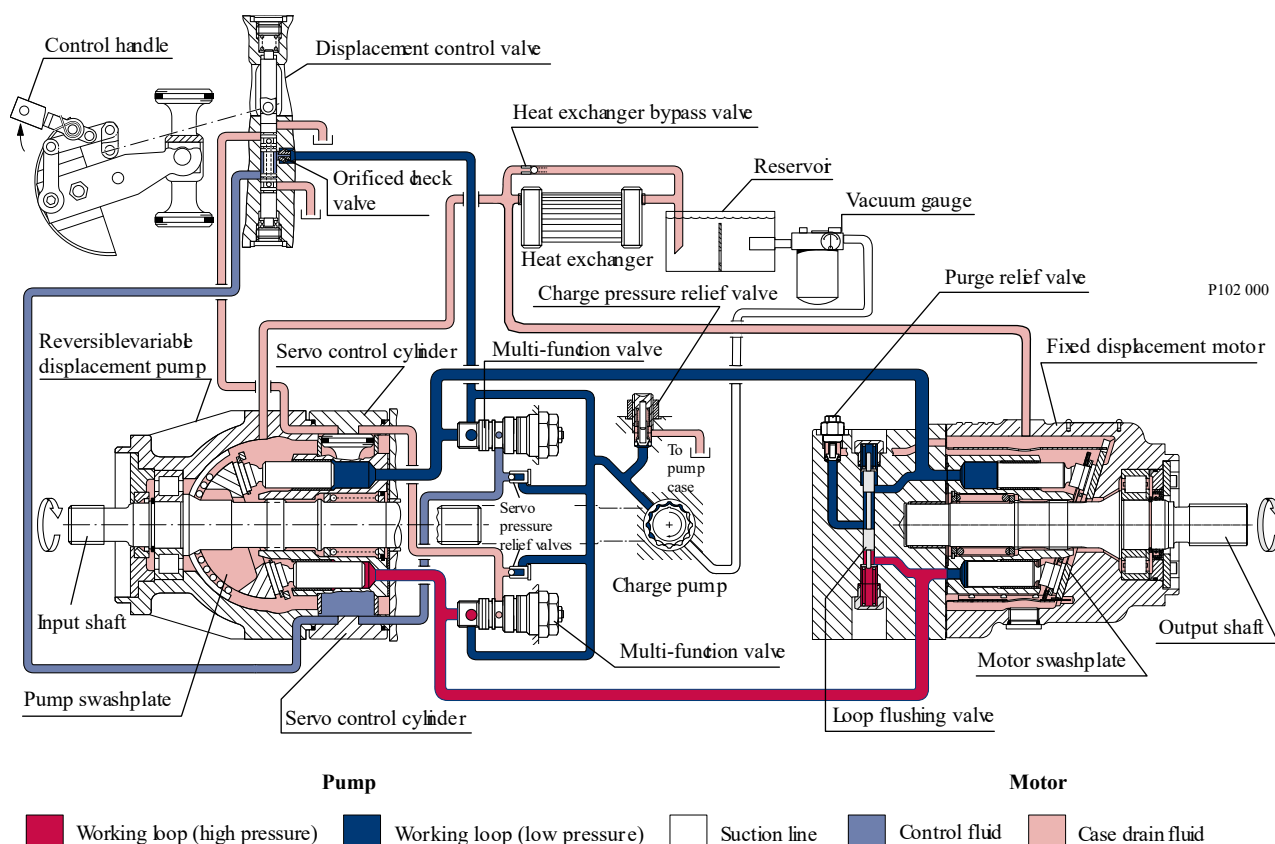 Control handle
Displacement control valve
Heat exchanger bypass valve
Reservoir
Orificed check
valve
Vacuum gauge
Heat exchanger
Purge relief valve
Charge pressure relief valve
P102 000
Reversiblevariable
displacement pump
Servo control cylinder
Multi-function valve
Fixed displacement motor
To
pump
case
Servo
pressure
relief valves
Charge pump
Input shaft
Output shaft
Multi-function valve
Motor swashplate
Pump swashplate
Servo control cylinder
Loop flushing valve
Pump
Motor
Working loop (high pressure)
Working loop (low pressure)
Suction line
Control fluid
Case drain fluid